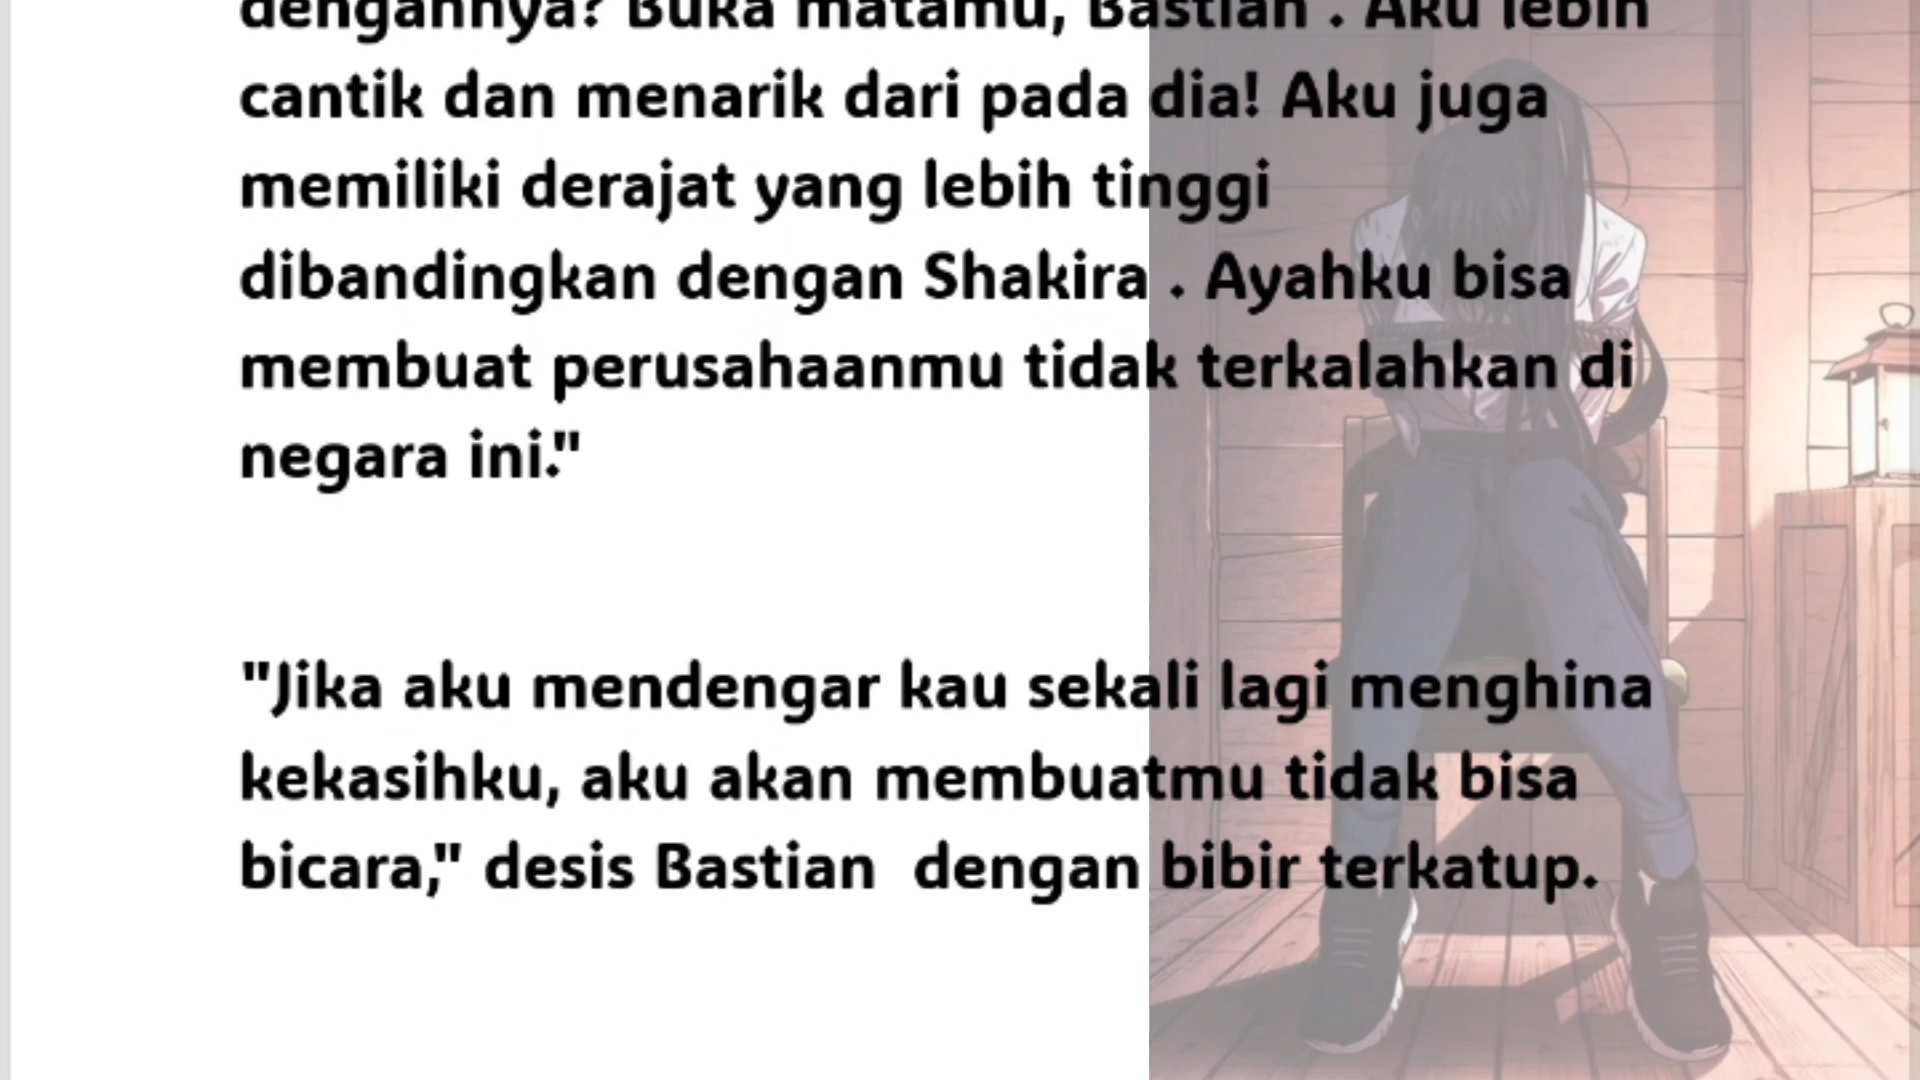 dengannya? Buka matamu, Bastian . Aku lebih
cantik dan menarik dari pada dia! Aku juga
memiliki derajat yang lebih tinggi
dibandingkan dengan Shakira . Ayahku bisa
membuat perusahaanmu tidak terkalahkan di
negara ini."
"Jika aku mendengar kau sekali lagi menghina
kekasihku, aku akan membuatmu tidak bisa
bicara," desis Bastian  dengan bibir terkatup.